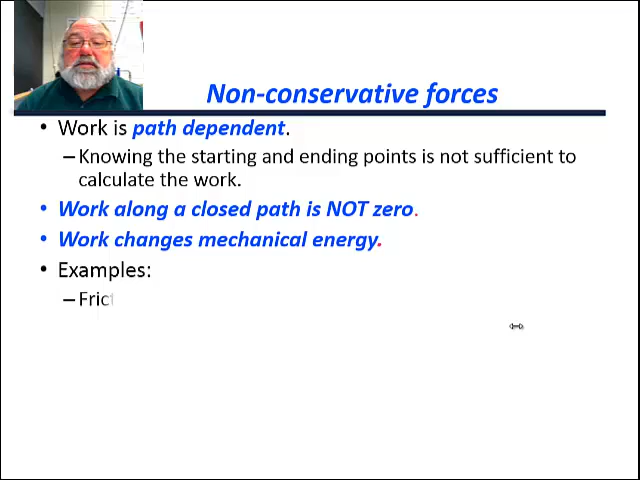 Non-conservative forces
• Work is path dependent.
– Knowing the starting and ending points is not sufficient to
calculate the work.
• Work along a closed path is NOT zero.
• Work changes mechanical energy.
• Examples:
– Frict